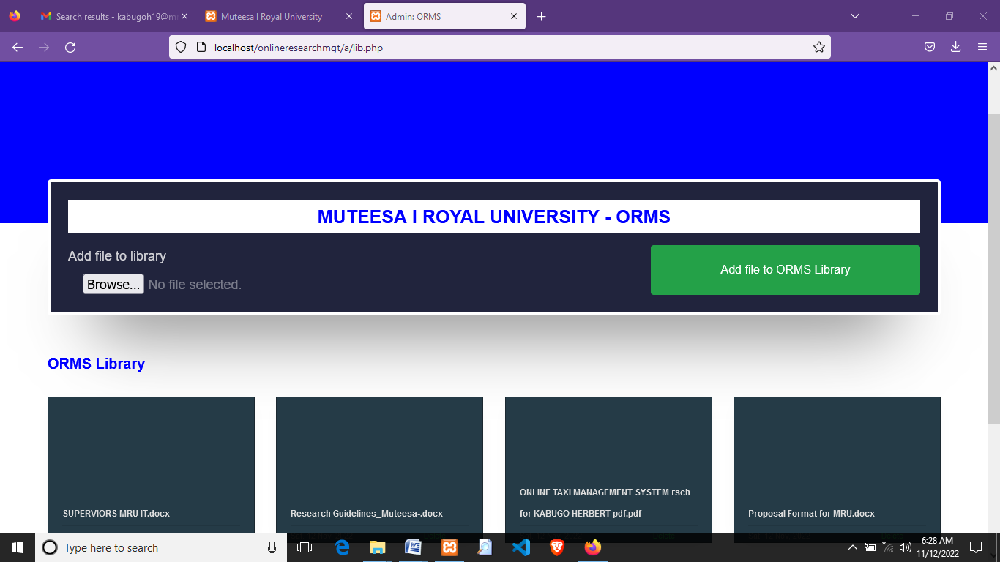 Search results - kabugoh19@m
Muteesa I Royal University
Admin: ORMS
localhost/onlineresearchmgt/a/lib.php
MUTEESA I ROYAL UNIVERSITY - ORMS
Add file to library
Add file to ORMS Library
Browse... No file selected.
ORMS Library
SUPERVIORS MRU IT.docx
Research Guidelines_Muteesa-.docx
ONLINE TAXI MANAGEMENT SYSTEM rsch
for KABUGO HERBERT pdf.pdf
Proposal Format for MRU.docx
Type here to search
6:28 AM
11/12/2022